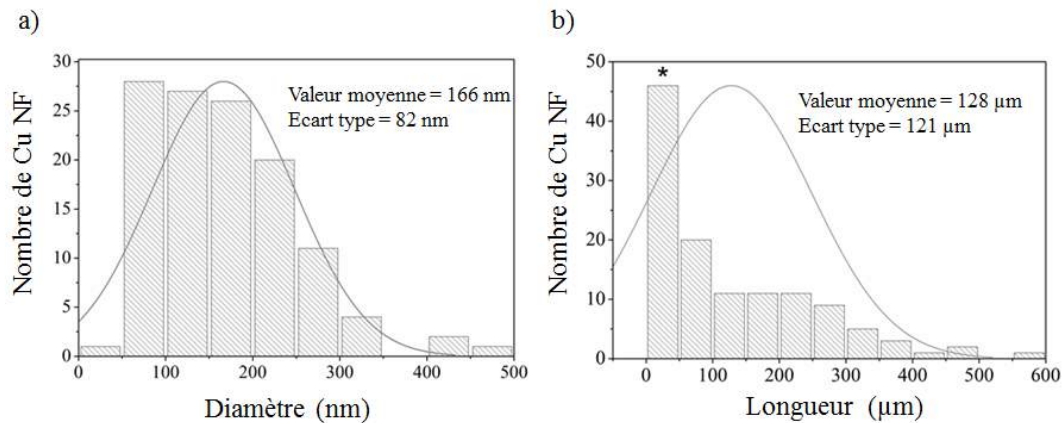 a)
Nombre de Cu NF
30
25
20
15
10
5
0
Valeur moyenne = 166 nm
Ecart type = 82 nm
0 100 200 300 400 500
Diamètre (nm)
b)
Nombre de Cu NF
50
40
30
20
10
0
*
Valeur moyenne = 128 µm
Ecart type = 121 µm
0 100 200 300 400 500 600
Longueur (µm)